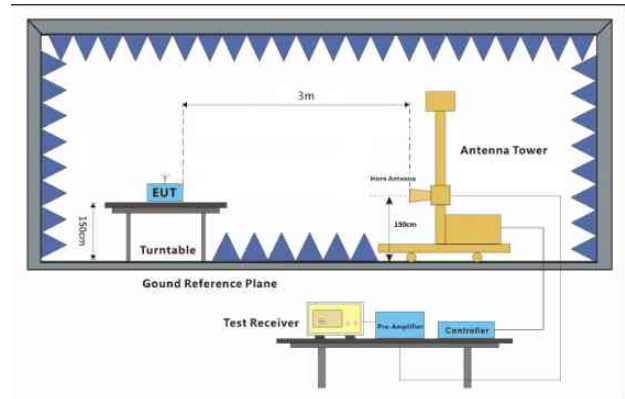 3m
Antenna Tower
Horn Antenna
EUT
150cm
150cm
Turntable
Gound Reference Plane
Test Receiver
Pre-Amplifier
Controller